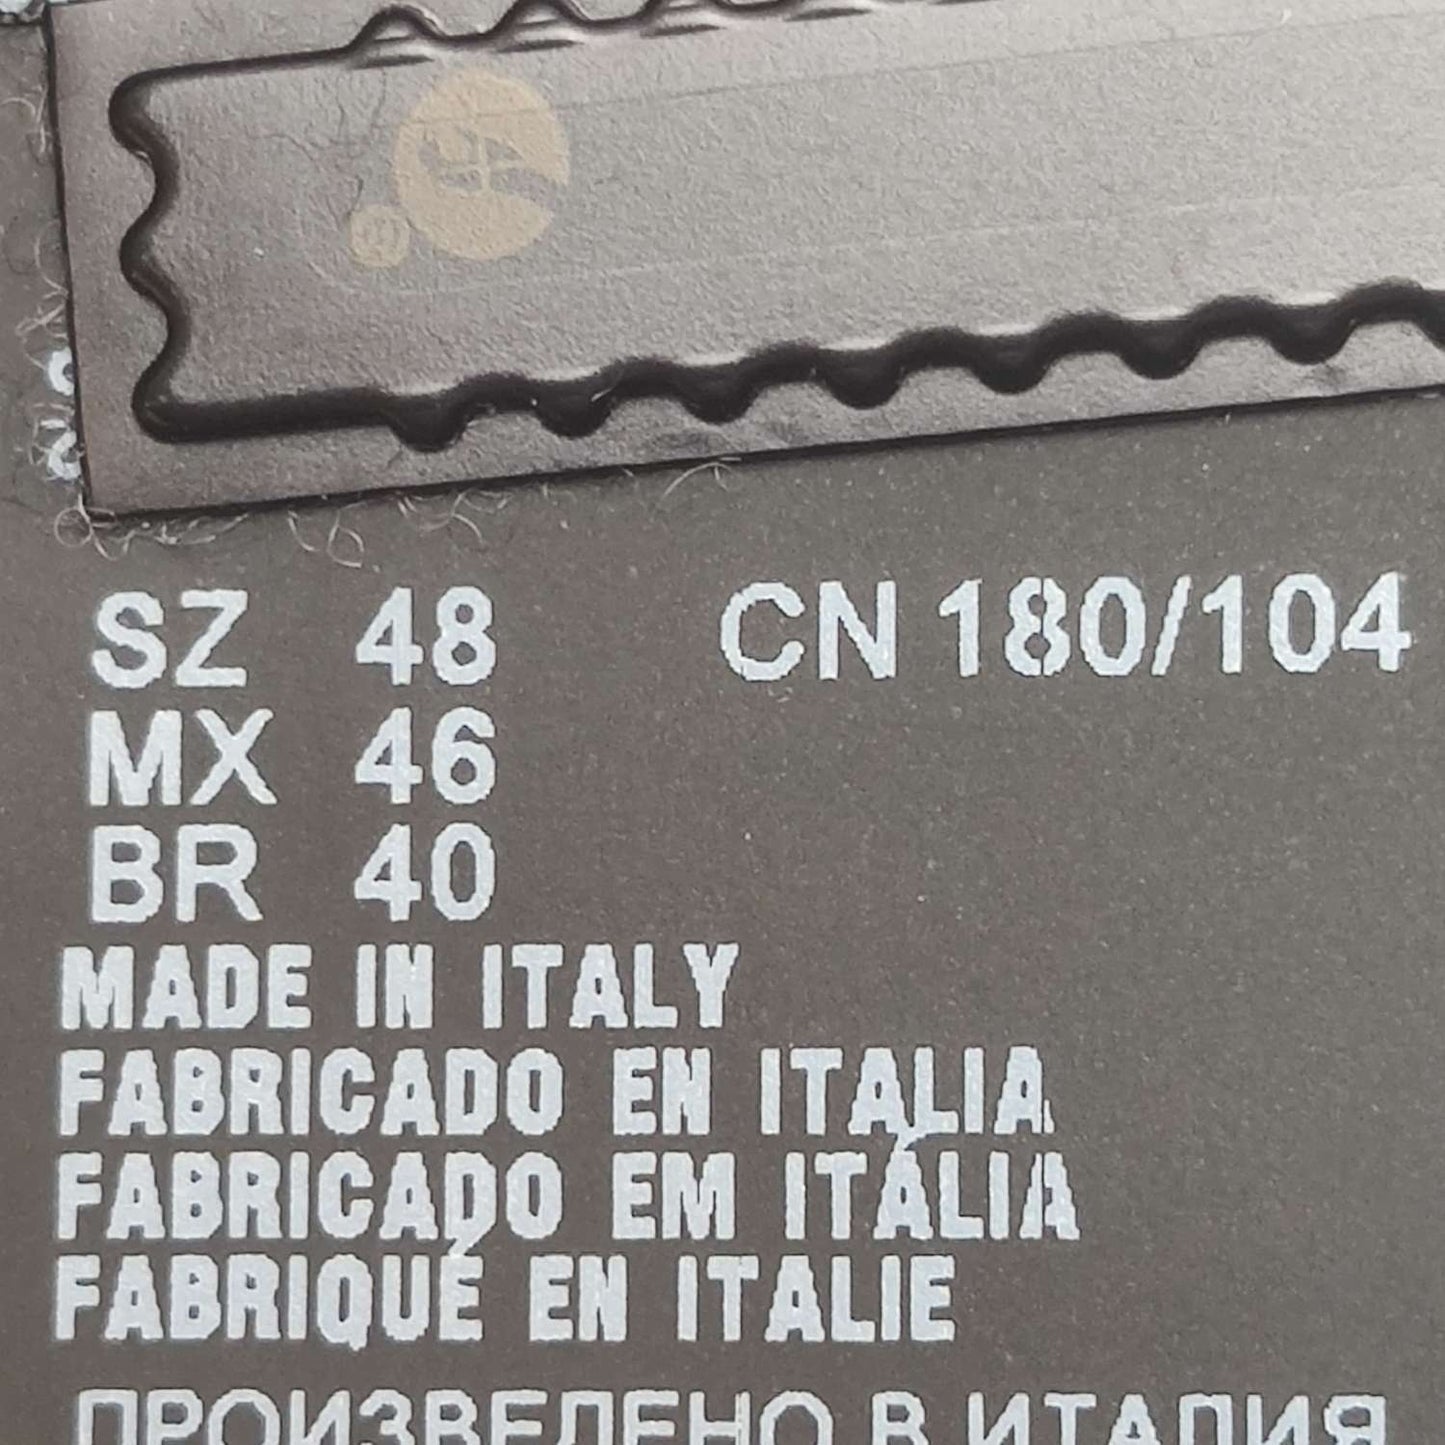 SZ 48 CN 180/104
MX 46
BR 40
MADE IN ITALY
FABRICADO EN ITALIA
FABRICADO EM ITÁLIA
FABRIQUÉ EN ITALIE
ПРОИЗВЕДЕНО В ИТАЛИЯ